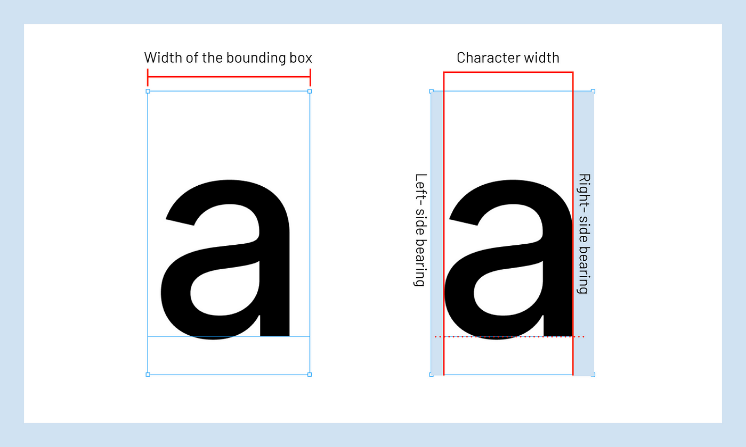 Width of the bounding box
Character width
a
Left- side bearing
a
Right- side bearing